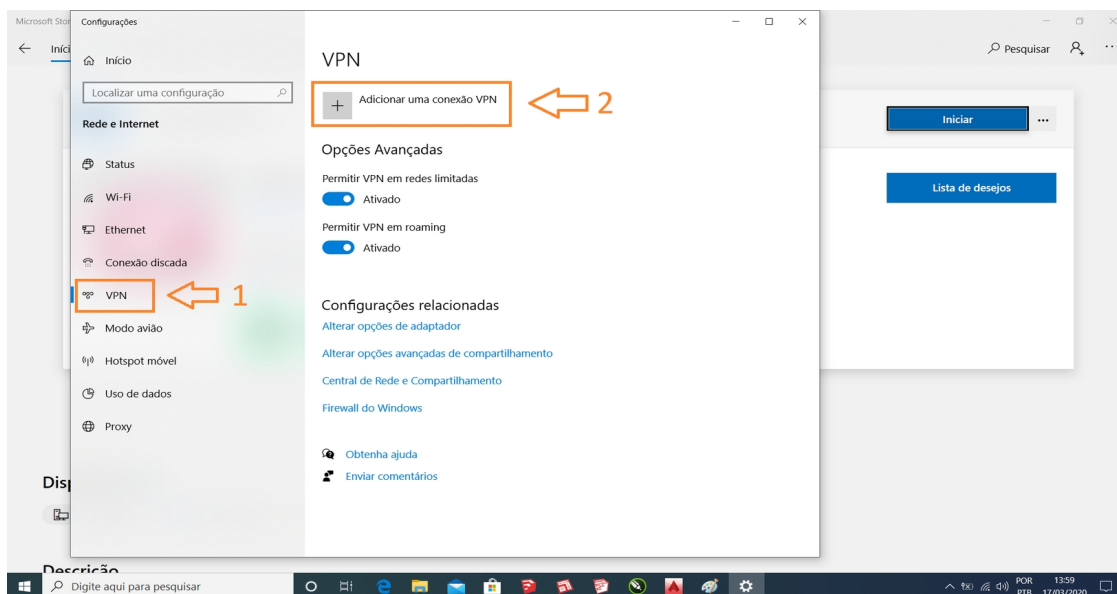 Microsoft Stor
Iníci
Pesquisar
Iniciar
Lista de desejos
Configurações
Início
Localizar uma configuração
Rede e Internet
Status
Wi-Fi
Ethernet
Conexão discada
VPN
1
Modo avião
Hotspot móvel
Uso de dados
Proxy
VPN
Adicionar uma conexão VPN
2
Opções Avançadas
Permitir VPN em redes limitadas
Ativado
Permitir VPN em roaming
Ativado
Configurações relacionadas
Alterar opções de adaptador
Alterar opções avançadas de compartilhamento
Central de Rede e Compartilhamento
Firewall do Windows
Obtenha ajuda
Enviar comentários
Disp
Descrição
Digite aqui para pesquisar
POR 13:59
PTB 17/03/2020